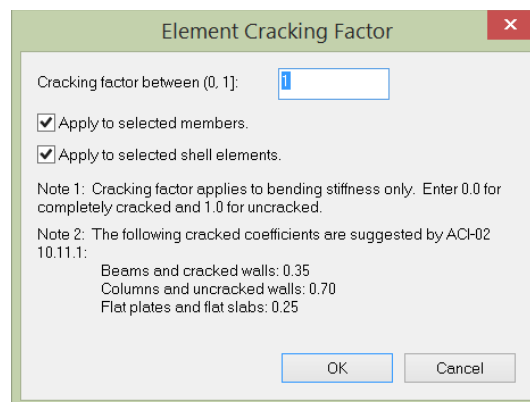 Element Cracking Factor
Cracking factor between (0, 1]:
1
Apply to selected members.
Apply to selected shell elements.
Note 1:  Cracking factor applies to bending stiffness only.  Enter 0.0 for
completely cracked and 1.0 for uncracked.
Note 2:  The following cracked coefficients are suggested by ACI-02
10.11.1:
Beams and cracked walls: 0.35
Columns and uncracked walls: 0.70
Flat plates and flat slabs: 0.25
OK
Cancel